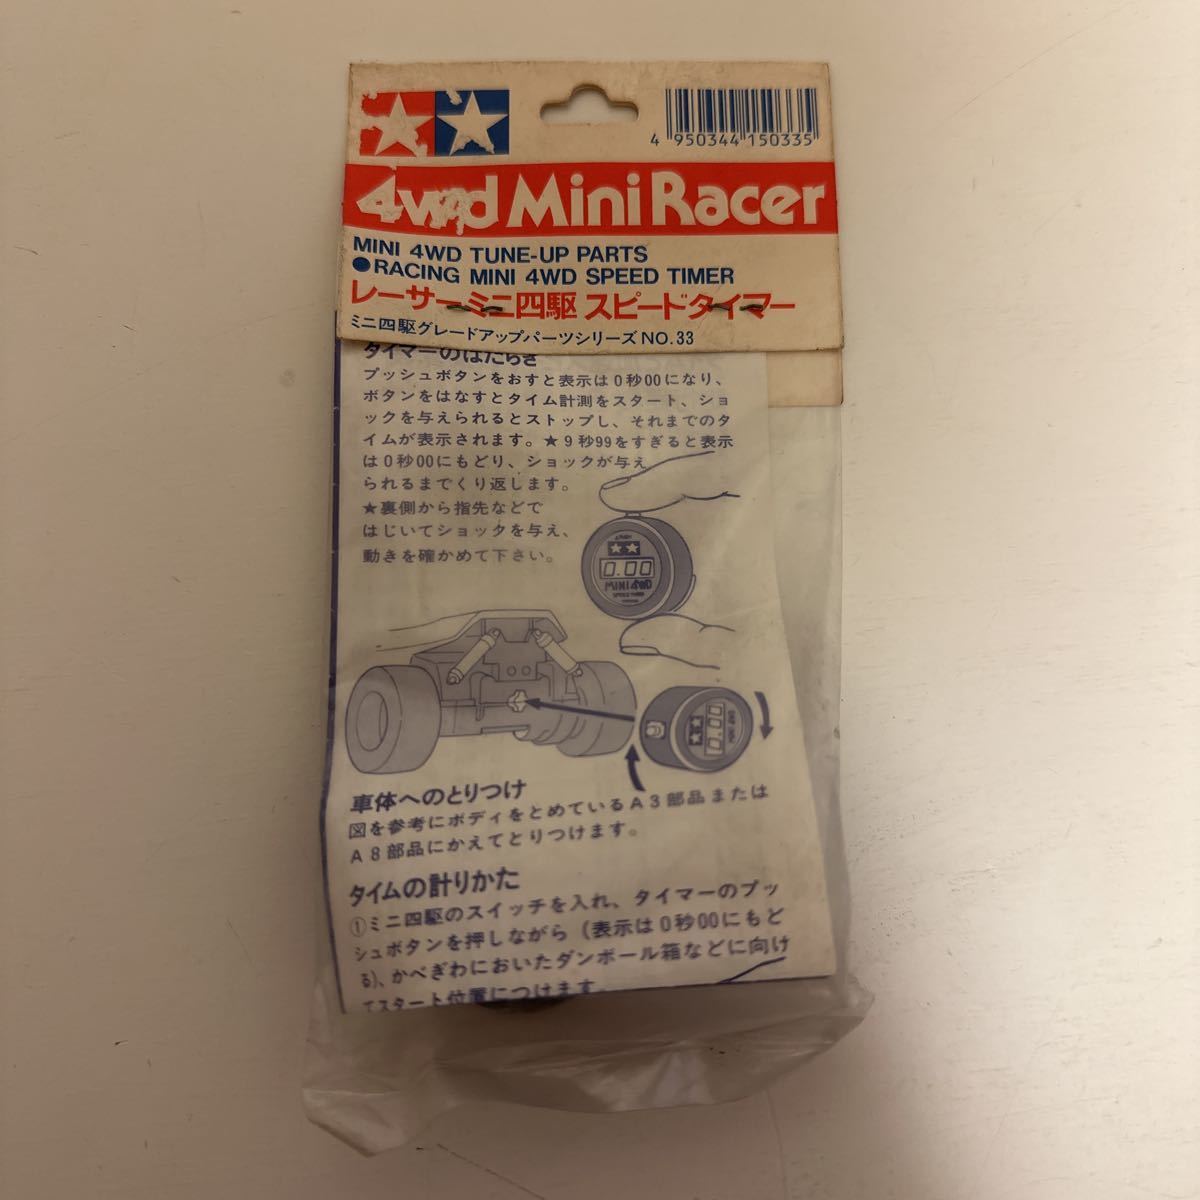 4 950344 150335
4wd Mini Racer
MINI 4WD TUNE-UP PARTS
●RACING MINI 4WD SPEED TIMER
レーサーミニ四駆 スピードタイマー
ミニ四駆グレードアップパーツシリーズ NO.33
タイマーのはたらき
プッシュボタンをおすと表示は0秒00になり、
ボタンをはなすとタイム計測をスタート、ショ
ックを与えられるとストップし、それまでのタ
イムが表示されます。★9秒99をすぎると表示
は0秒00にもどり、ショックが与え
られるまでくり返します。
★裏側から指先などで
はじいてショックを与え、
動きを確かめて下さい。
0.00
MINI 4WD
SPEED TIMER
0.00
車体へのとりつけ
図を参考にボディをとめているA3部品または
A8部品にかえてとりつけます。
タイムの計りかた
①ミニ四駆のスイッチを入れ、タイマーのプッ
シュボタンを押しながら(表示は0秒00にもど
る)、かべぎわにおいたダンボール箱などに向け
てスタート位置につけます。